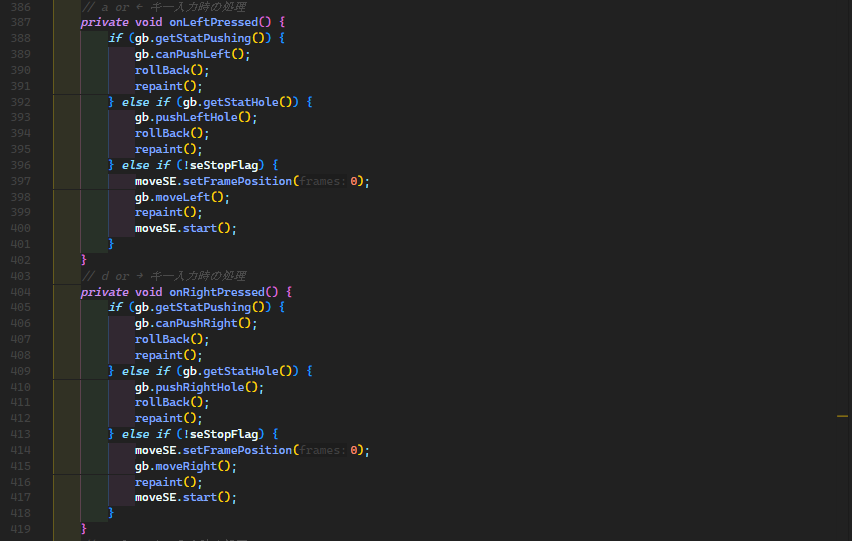 386 // a or ← キー入力時の処理
387 private void onLeftPressed() {
388 if (gb.getStatPushing()) {
389 gb.canPushLeft();
390 rollBack();
391 repaint();
392 } else if (gb.getStatHole()) {
393 gb.pushLeftHole();
394 rollBack();
395 repaint();
396 } else if (!seStopFlag) {
397 moveSE.setFramePosition(frames: 0);
398 gb.moveLeft();
399 repaint();
400 moveSE.start();
401 }
402 }
403 // d or → キー入力時の処理
404 private void onRightPressed() {
405 if (gb.getStatPushing()) {
406 gb.canPushRight();
407 rollBack();
408 repaint();
409 } else if (gb.getStatHole()) {
410 gb.pushRightHole();
411 rollBack();
412 repaint();
413 } else if (!seStopFlag) {
414 moveSE.setFramePosition(frames: 0);
415 gb.moveRight();
416 repaint();
417 moveSE.start();
418 }
419 }